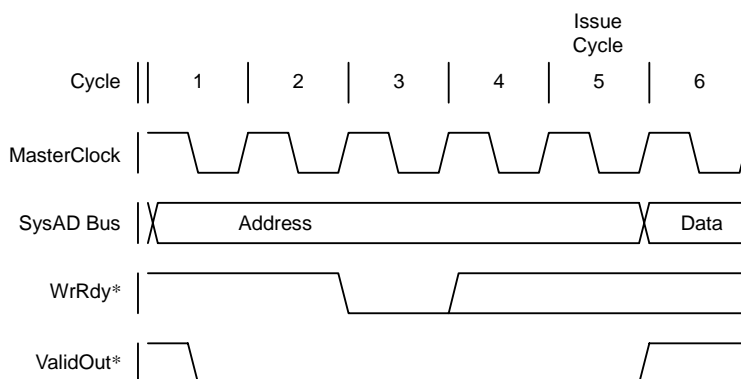 Issue
Cycle
Cycle 1 2 3 4 5 6
MasterClock
SysAD Bus Address Data
WrRdy*
ValidOut*